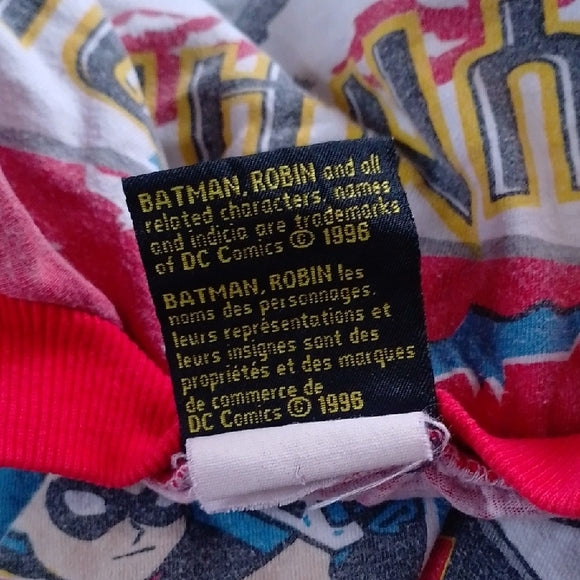 BATMAN, ROBIN and all
related characters, names
and indicia are trademarks
of DC Comics © 1996
BATMAN, ROBIN les
noms des personnages,
leurs représentations et
leurs insignes sont des
propriétés et des marques
de commerce de
DC Comics © 1996